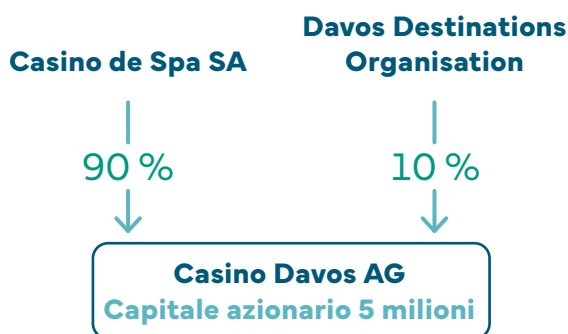 Casino de Spa SA
Davos Destinations
Organisation
90 %
10 %
Casino Davos AG
Capitale azionario 5 milioni